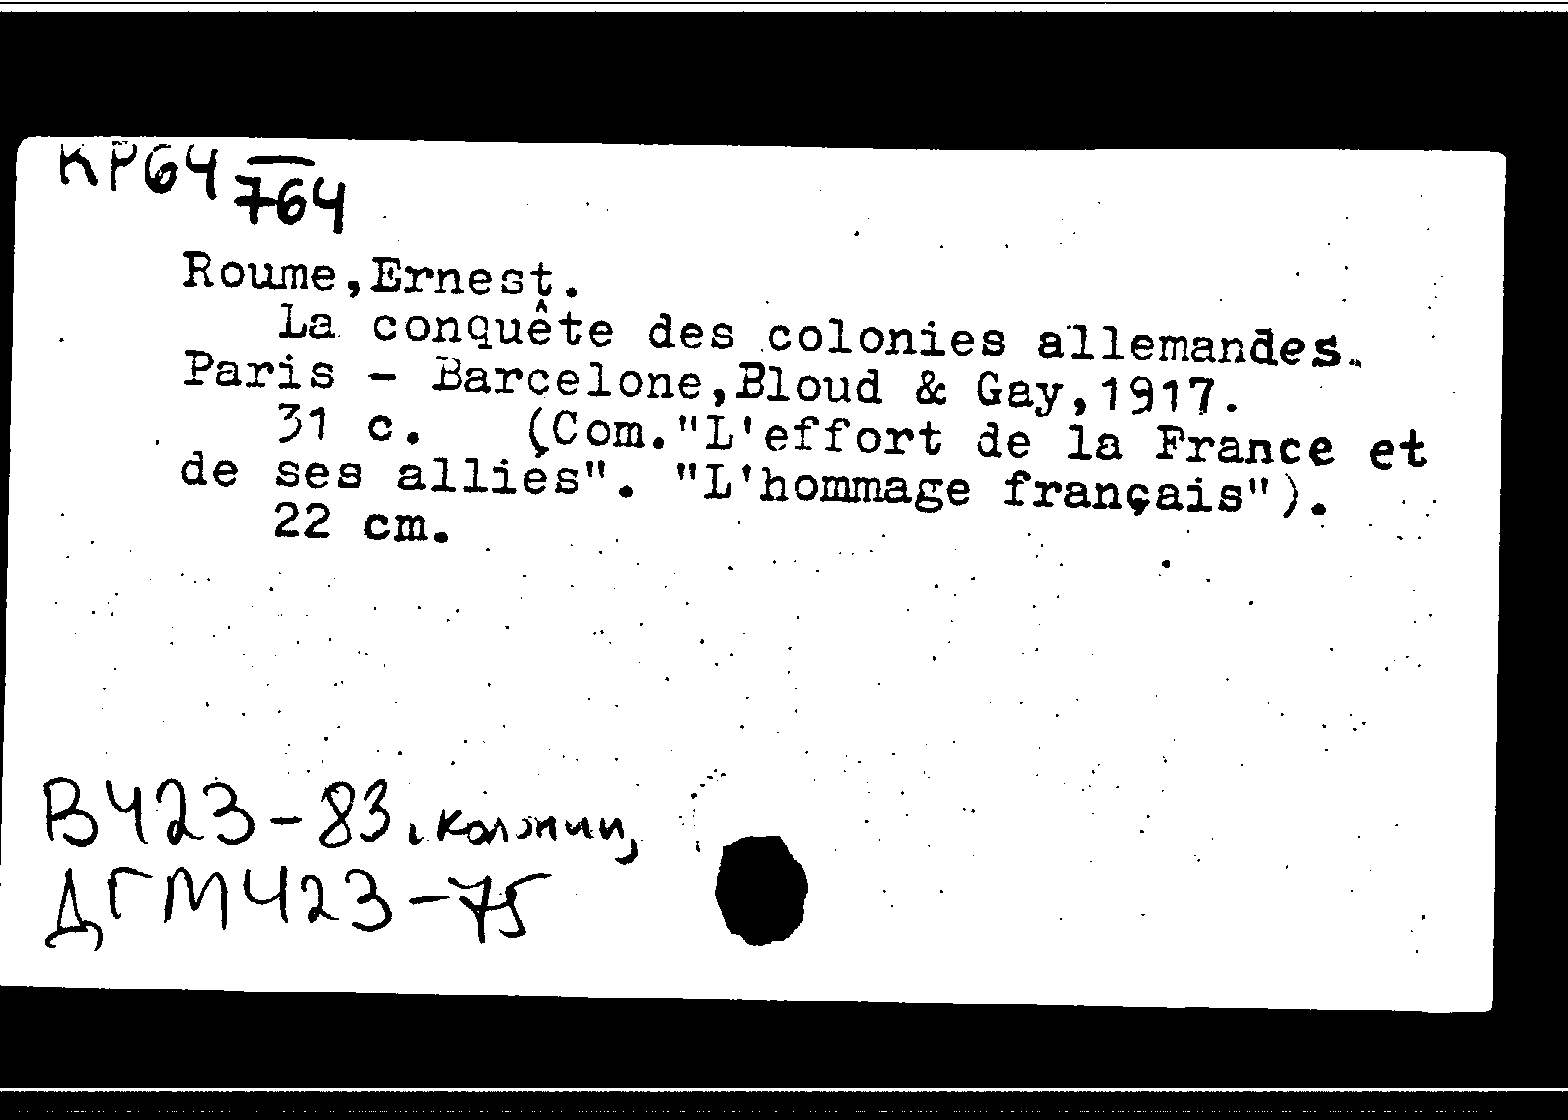 КР64 764
Roume,Ernest.
La conquête des colonies allemandes.
Paris - Barcelone,Bloud & Gay,1917.
31 c. (Com."L'effort de la France et
de ses alliés". "L'hommage français").
22 cm.
В423-83, колонии,
ДГМ423-75